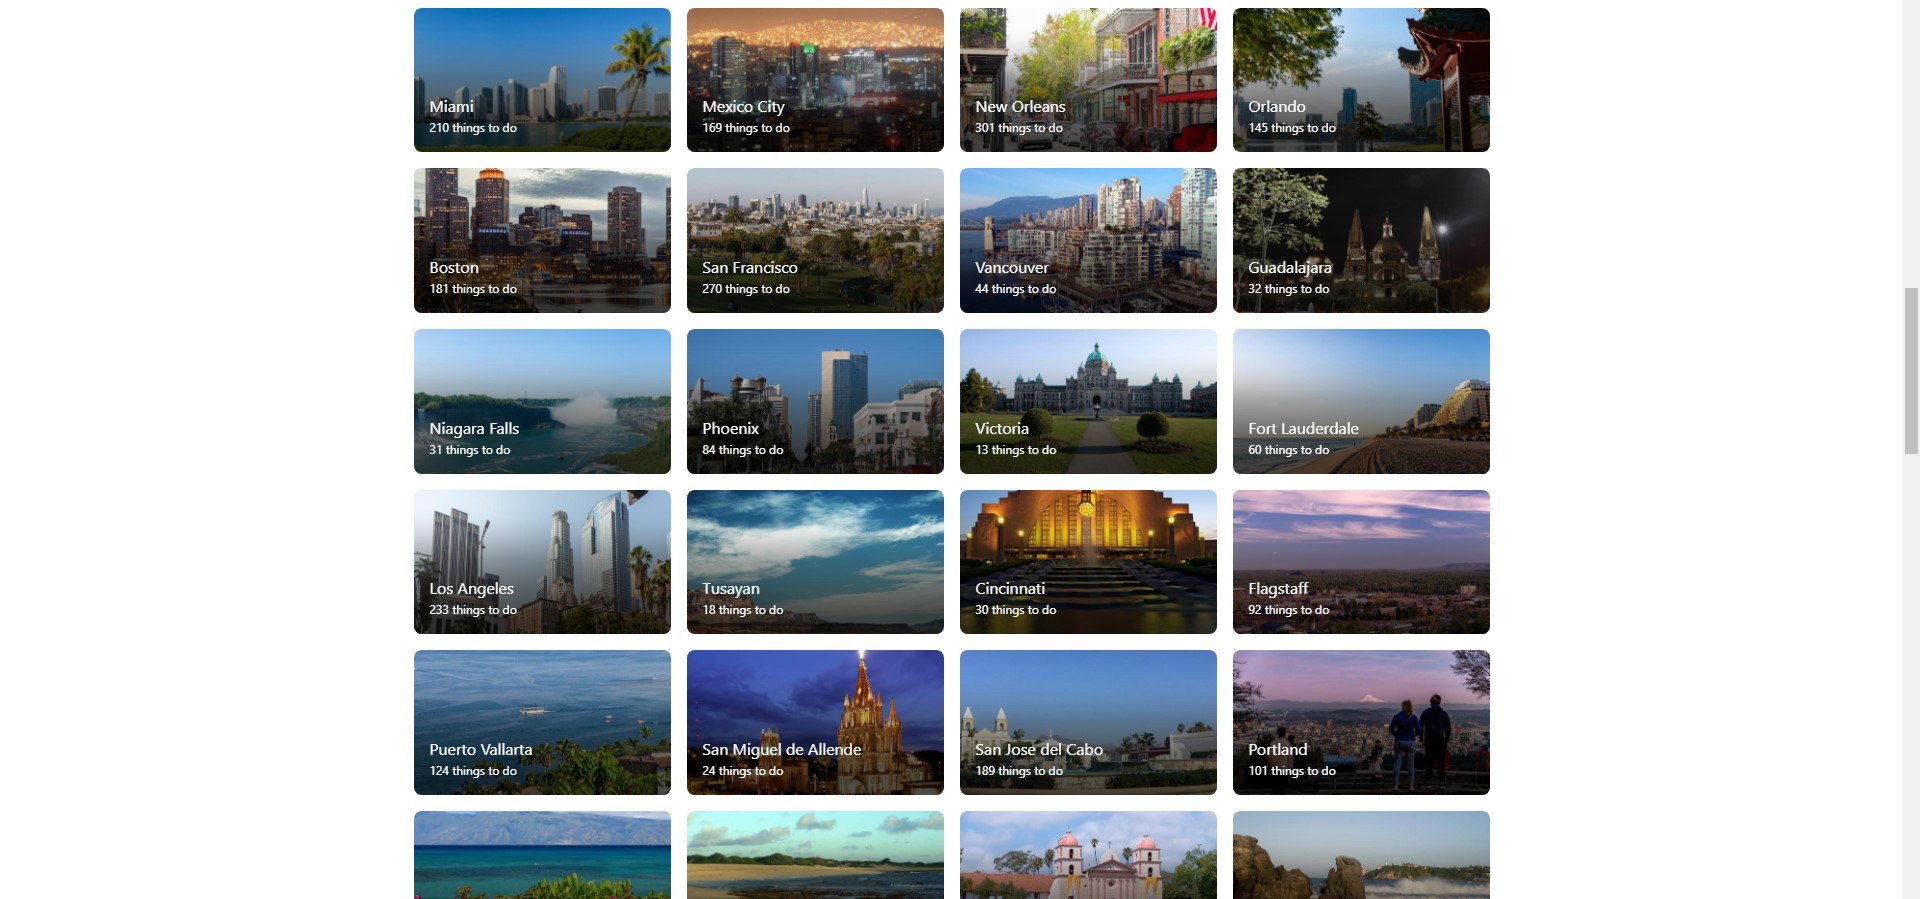 Miami
210 things to do
Mexico City
169 things to do
New Orleans
301 things to do
Orlando
145 things to do
Boston
181 things to do
San Francisco
270 things to do
Vancouver
44 things to do
Guadalajara
32 things to do
Niagara Falls
31 things to do
Phoenix
84 things to do
Victoria
13 things to do
Fort Lauderdale
60 things to do
Los Angeles
233 things to do
Tusayan
18 things to do
Cincinnati
30 things to do
Flagstaff
92 things to do
Puerto Vallarta
124 things to do
San Miguel de Allende
24 things to do
San Jose del Cabo
189 things to do
Portland
101 things to do